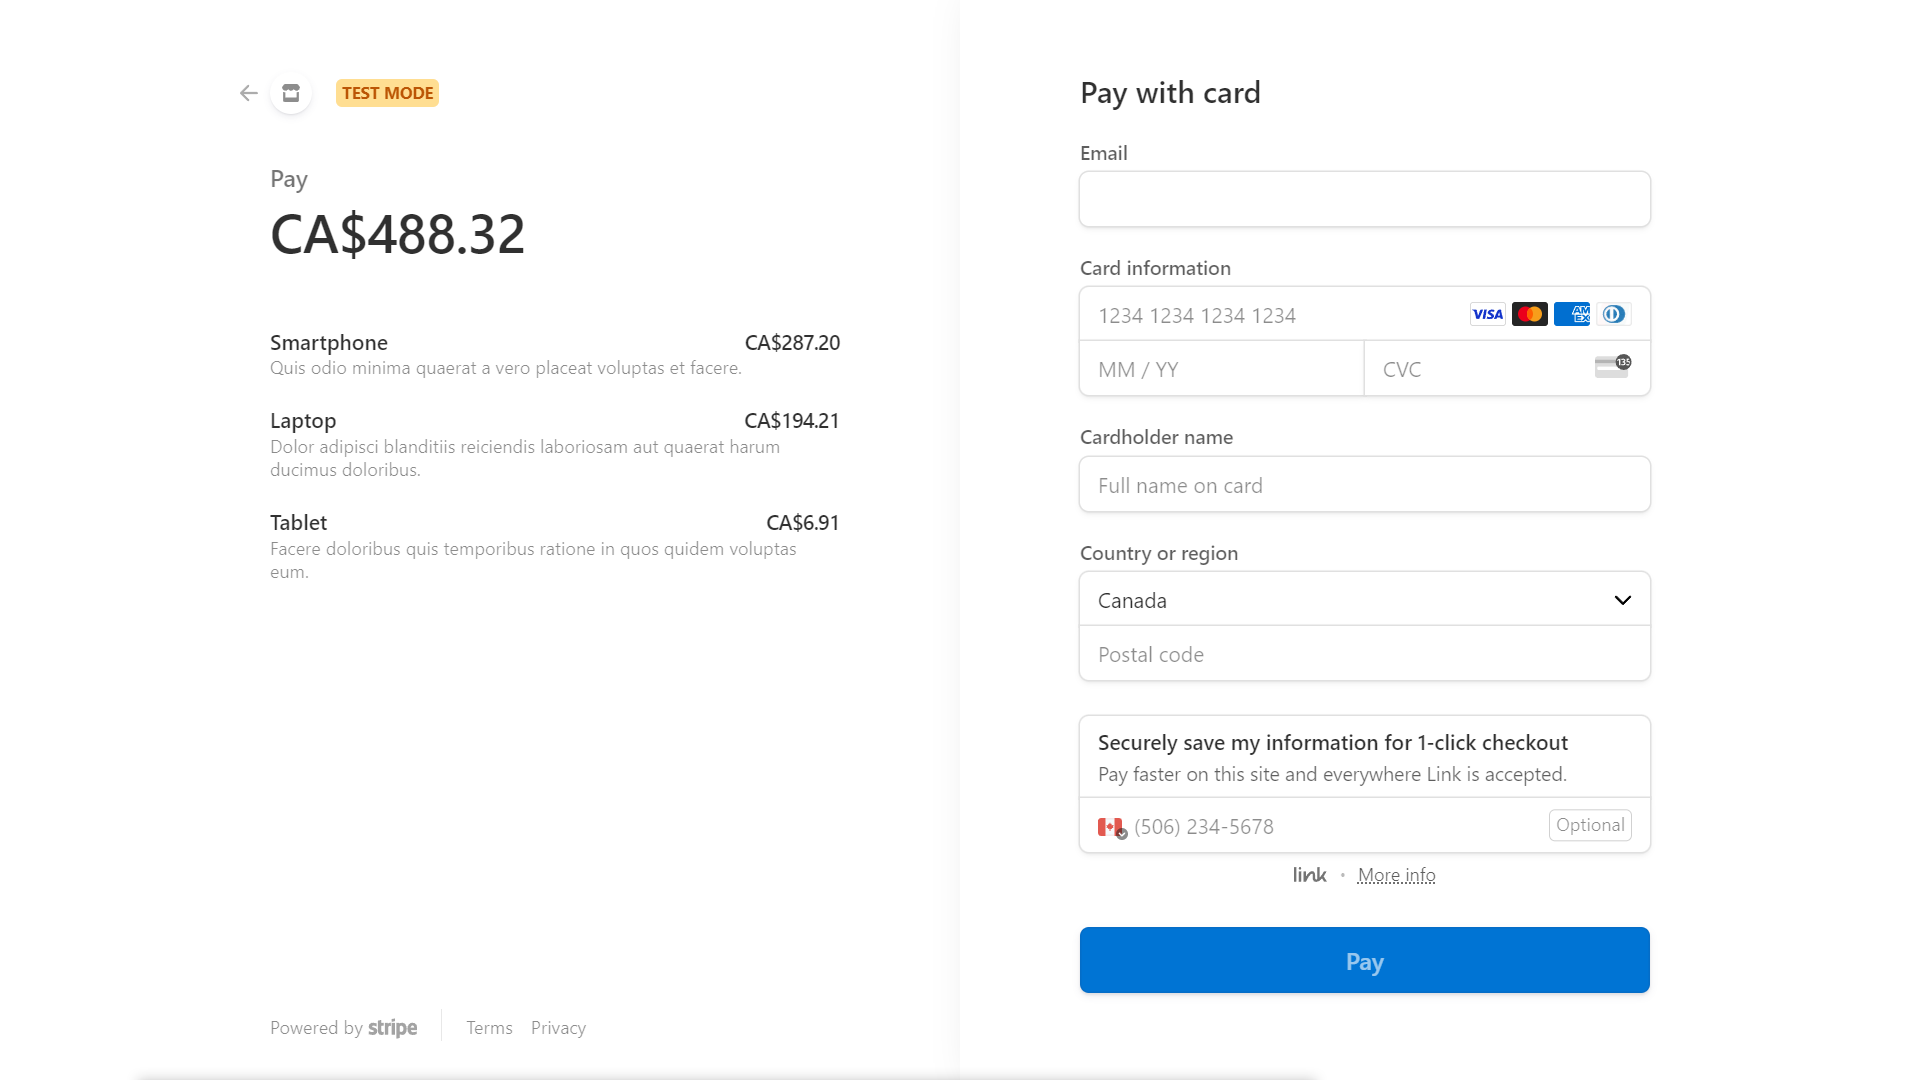 TEST MODE
Pay
CA$488.32
Smartphone CA$287.20
Quis odio minima quaerat a vero placeat voluptas et facere.
Laptop CA$194.21
Dolor adipisci blanditiis reiciendis laboriosam aut quaerat harum
ducimus doloribus.
Tablet CA$6.91
Facere doloribus quis temporibus ratione in quos quidem voluptas
eum.
Powered by stripe Terms Privacy
Pay with card
Email
Card information
1234 1234 1234 1234 VISA AMEX
MM / YY CVC 135
Cardholder name
Full name on card
Country or region
Canada
Postal code
Securely save my information for 1-click checkout
Pay faster on this site and everywhere Link is accepted.
(506) 234-5678 Optional
link • More info
Pay